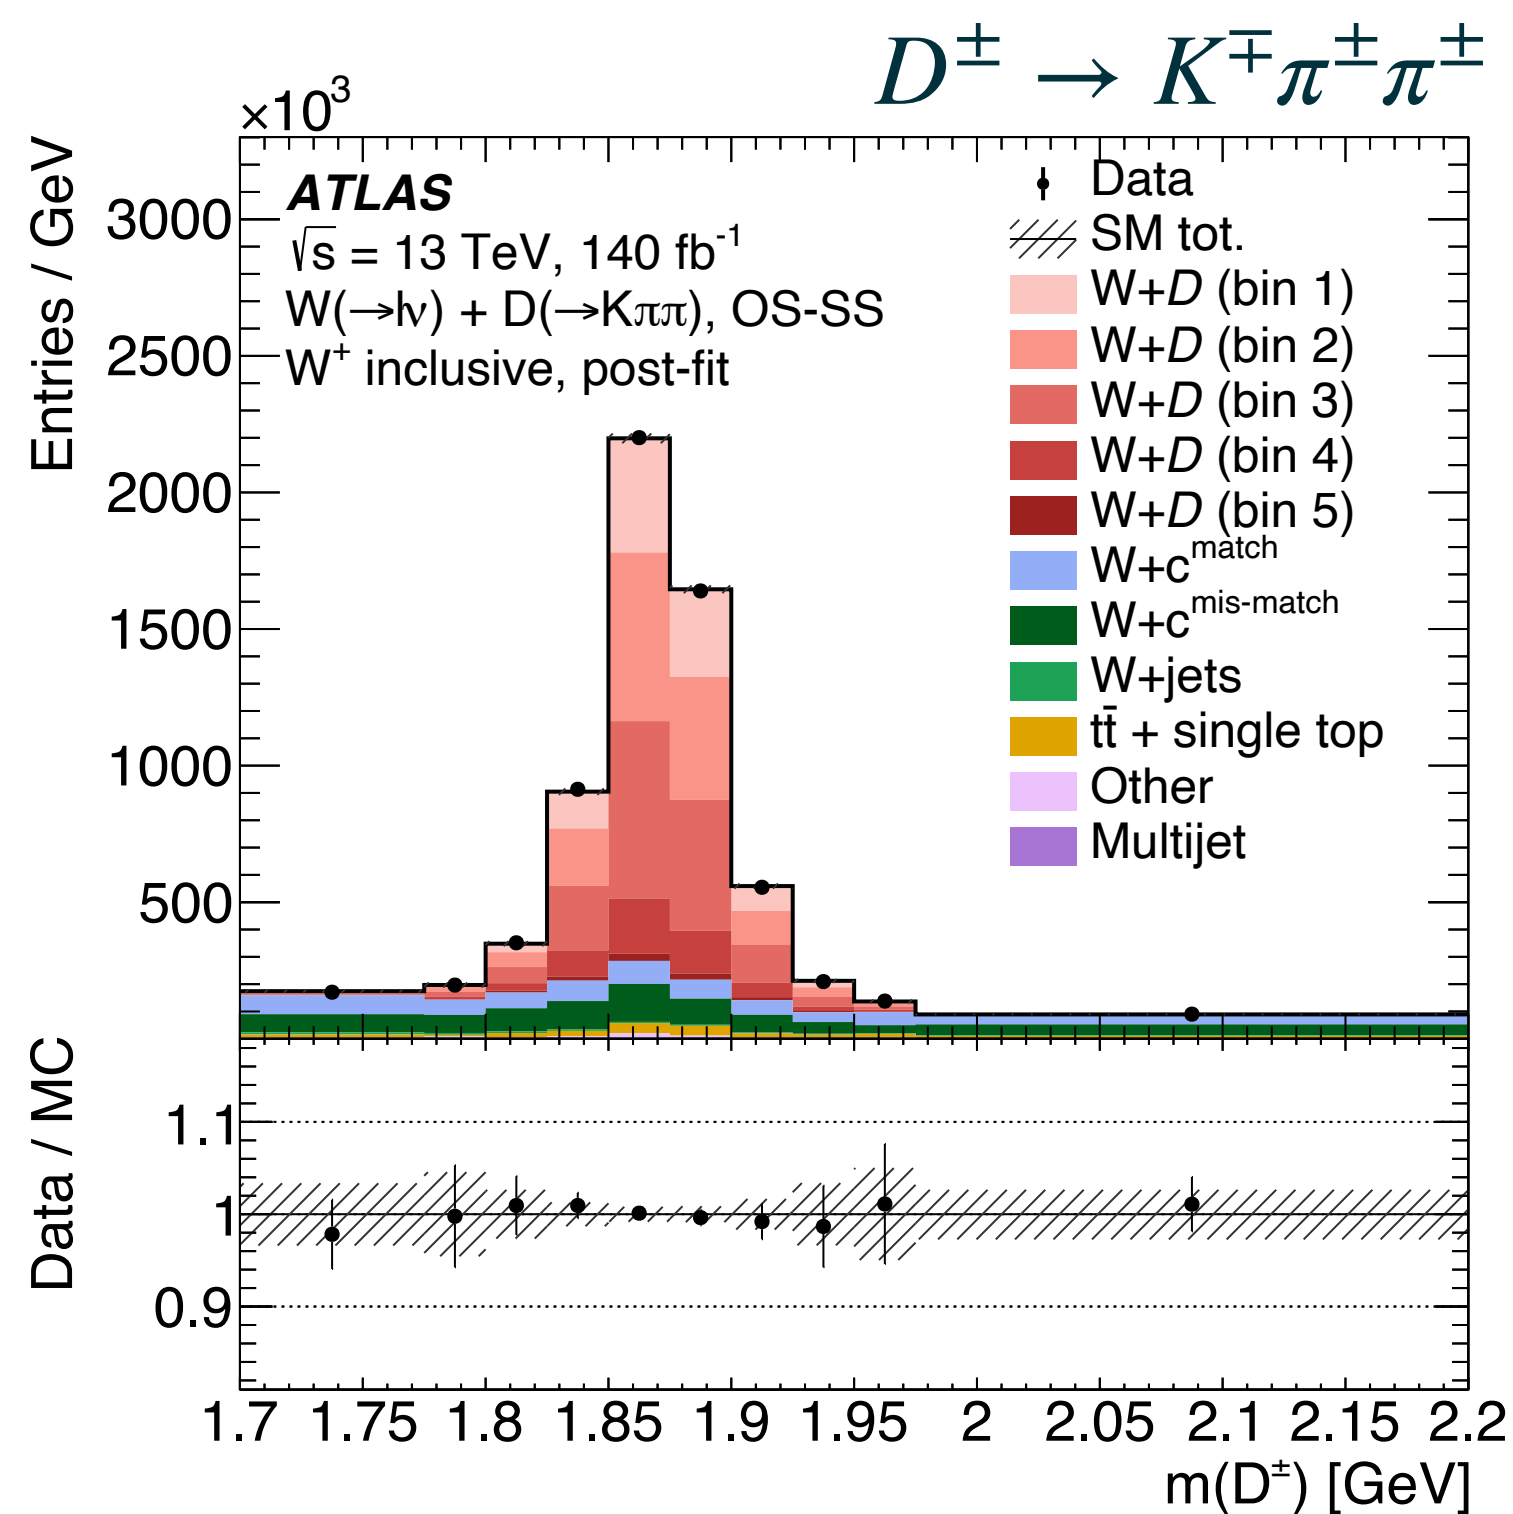 D± → K∓π±π±
×10³
Entries / GeV
3000
2500
2000
1500
1000
500
ATLAS
√s = 13 TeV, 140 fb⁻¹
W(→lν) + D(→Kππ), OS-SS
W⁺ inclusive, post-fit
Data
SM tot.
W+D (bin 1)
W+D (bin 2)
W+D (bin 3)
W+D (bin 4)
W+D (bin 5)
W+c^match
W+c^mis-match
W+jets
tt̄ + single top
Other
Multijet
Data / MC
1.1
1
0.9
1.7 1.75 1.8 1.85 1.9 1.95 2 2.05 2.1 2.15 2.2
m(D±) [GeV]